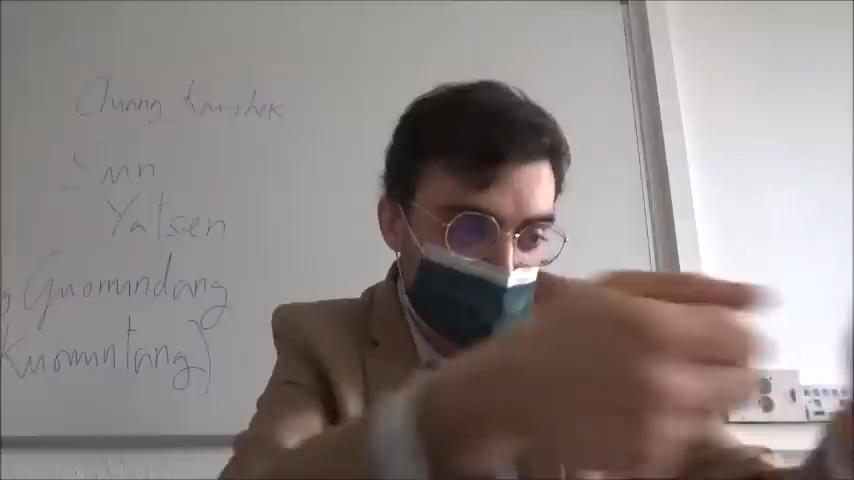 Chiang Kai-shek
Sun
Yatsen
g Guomindang
Kuomintang)